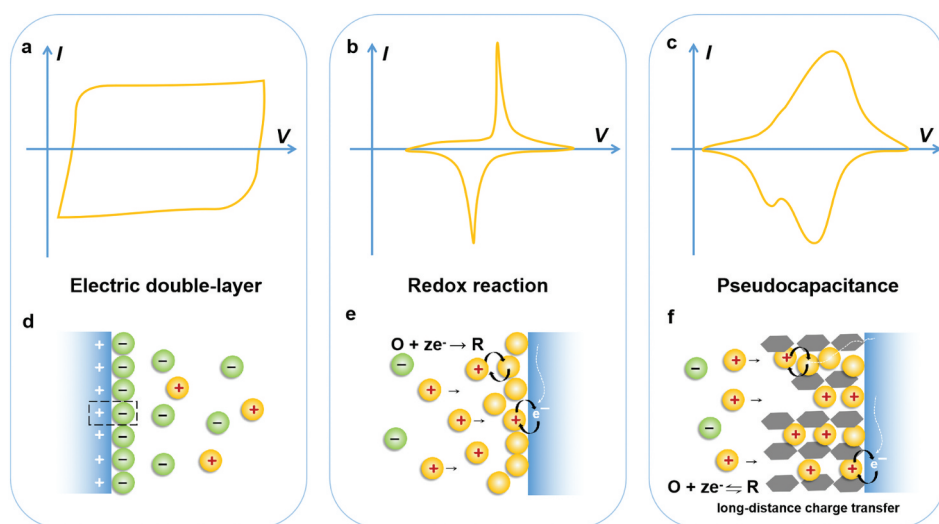 a
I
V
b
I
V
c
I
V
Electric double-layer
Redox reaction
Pseudocapacitance
d
+ −
+ −
+ −
+ −
+ −
+ −
+ −
− − + − − + − +
e
O + ze⁻ → R
− + + + + + −
e⁻
f
− + + + + + + − + + + + +
e⁻
O + ze⁻ ⇌ R
long-distance charge transfer